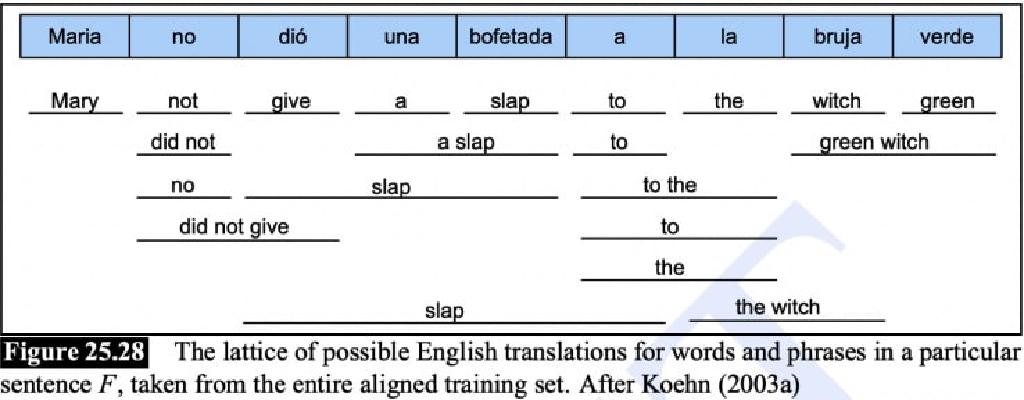 Maria no dió una bofetada a la bruja verde
Mary not give a slap to the witch green
did not a slap to green witch
no slap to the
did not give to
the
slap the witch
Figure 25.28 The lattice of possible English translations for words and phrases in a particular
sentence F, taken from the entire aligned training set. After Koehn (2003a)